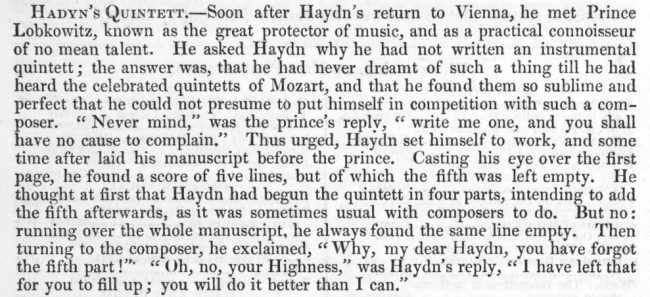 HADYN'S QUINTETT.—Soon after Haydn's return to Vienna, he met Prince
Lobkowitz, known as the great protector of music, and as a practical connoisseur
of no mean talent. He asked Haydn why he had not written an instrumental
quintett; the answer was, that he had never dreamt of such a thing till he had
heard the celebrated quintetts of Mozart, and that he found them so sublime and
perfect that he could not presume to put himself in competition with such a com-
poser. "Never mind," was the prince's reply, "write me one, and you shall
have no cause to complain." Thus urged, Haydn set himself to work, and some
time after laid his manuscript before the prince. Casting his eye over the first
page, he found a score of five lines, but of which the fifth was left empty. He
thought at first that Haydn had begun the quintett in four parts, intending to add
the fifth afterwards, as it was sometimes usual with composers to do. But no:
running over the whole manuscript, he always found the same line empty. Then
turning to the composer, he exclaimed, "Why, my dear Haydn, you have forgot
the fifth part!" "Oh, no, your Highness," was Haydn's reply, "I have left that
for you to fill up; you will do it better than I can."